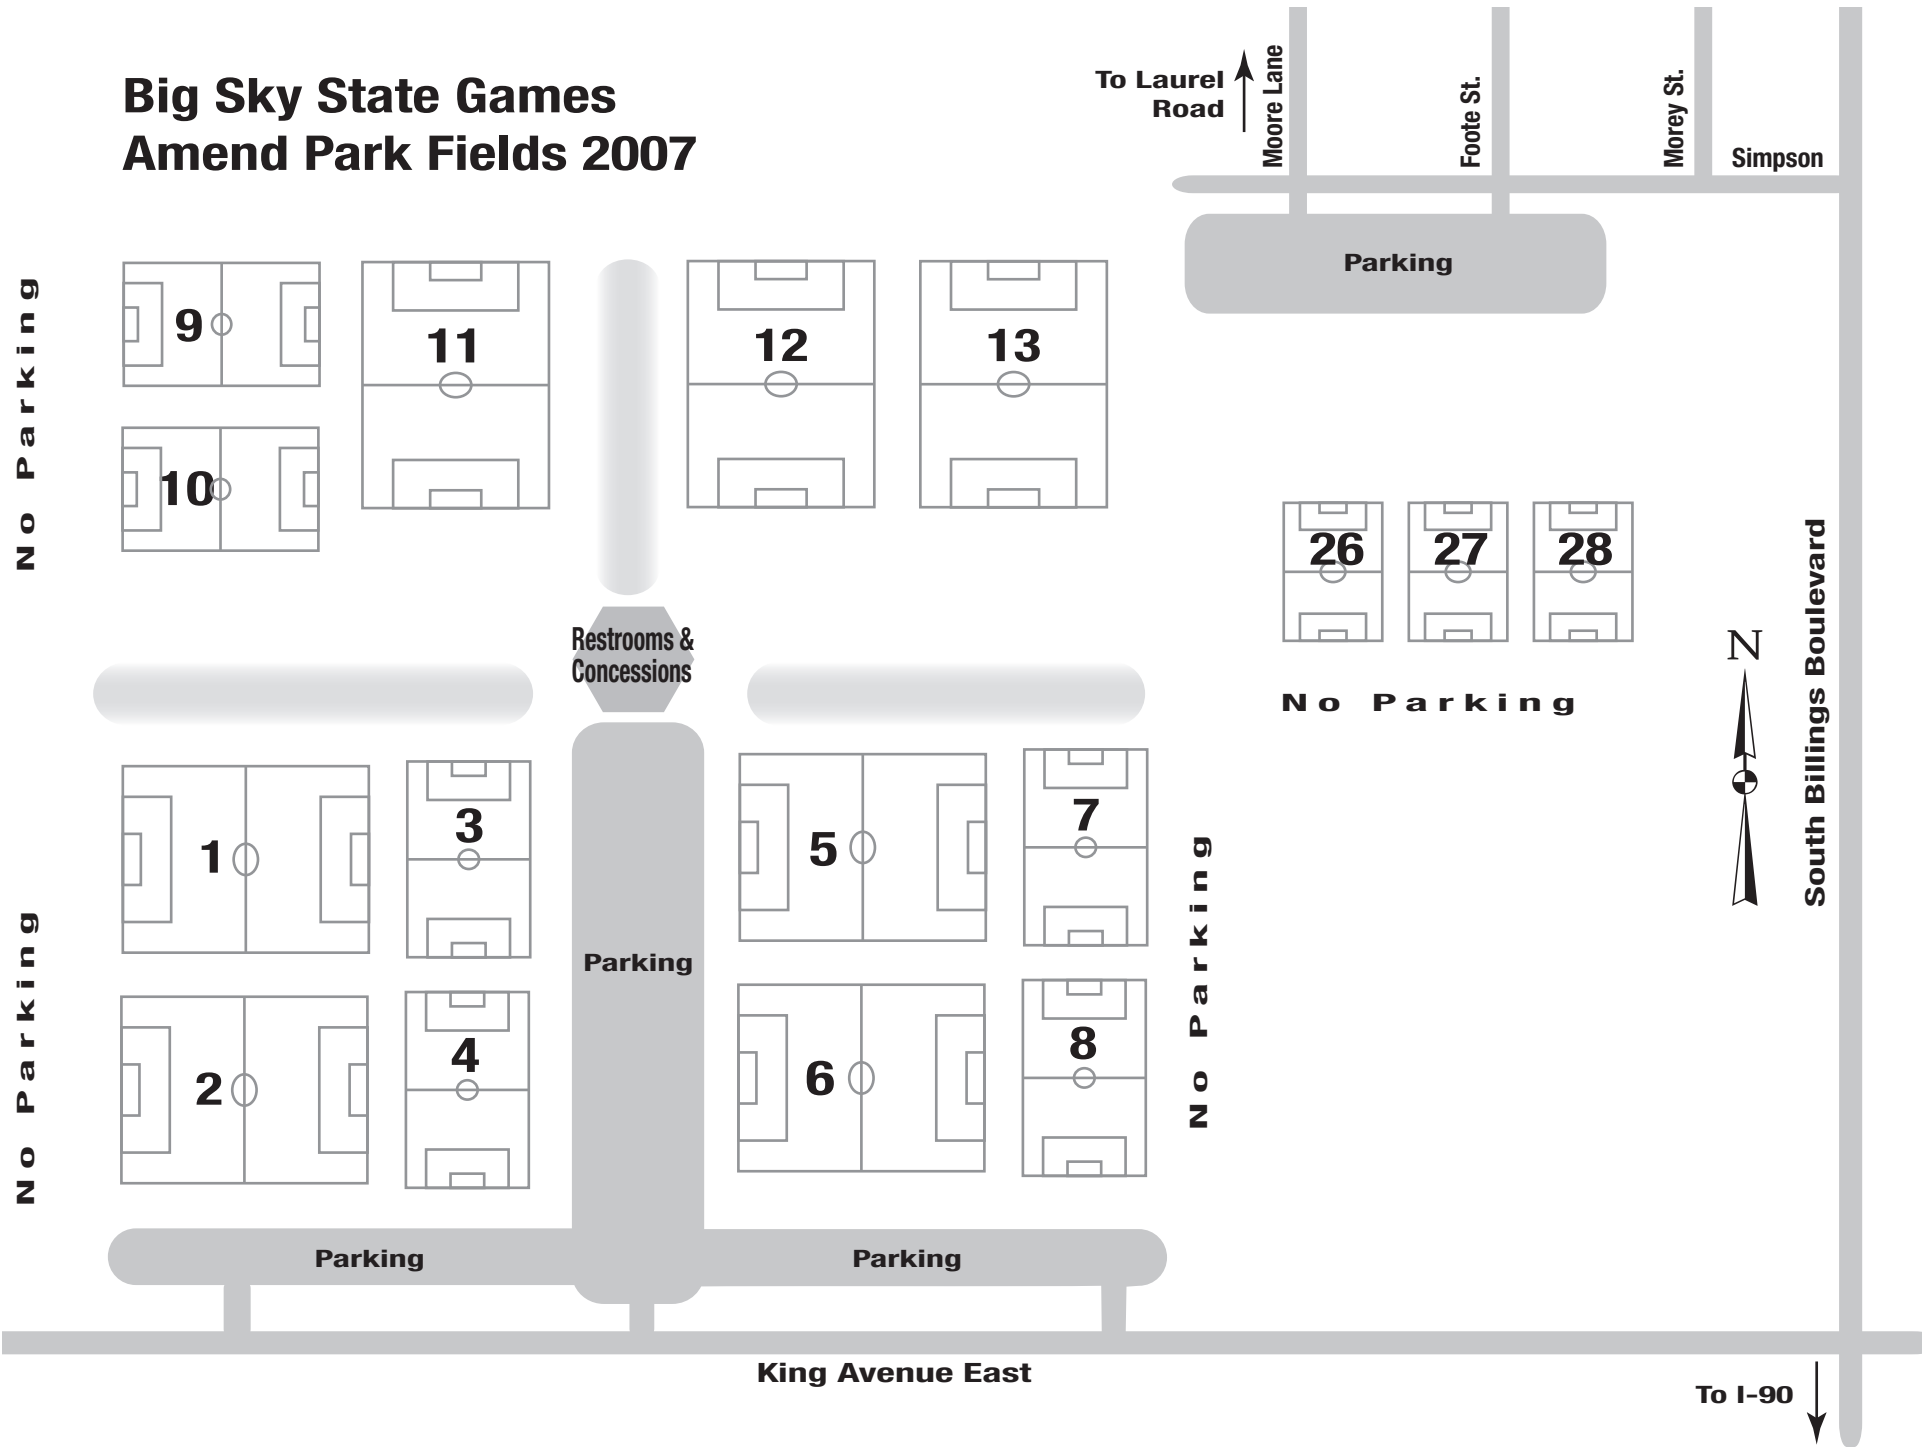 Big Sky State Games
Amend Park Fields 2007
To Laurel
Road
Moore Lane
Foote St.
Morey St.
Simpson
Parking
No Parking
9
11
12
13
10
26
27
28
No Parking
Restrooms &
Concessions
N
South Billings Boulevard
1
3
5
7
Parking
No Parking
No Parking
2
4
6
8
Parking
Parking
King Avenue East
To I-90